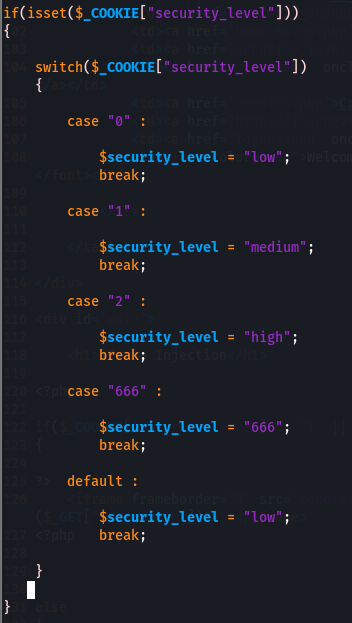 if(isset($_COOKIE["security_level"]))
{
switch($_COOKIE["security_level"])
{
case "0" :
$security_level = "low";
break;
case "1" :
$security_level = "medium";
break;
case "2" :
$security_level = "high";
break;
case "666" :
$security_level = "666";
break;
default :
$security_level = "low";
break;
}
}